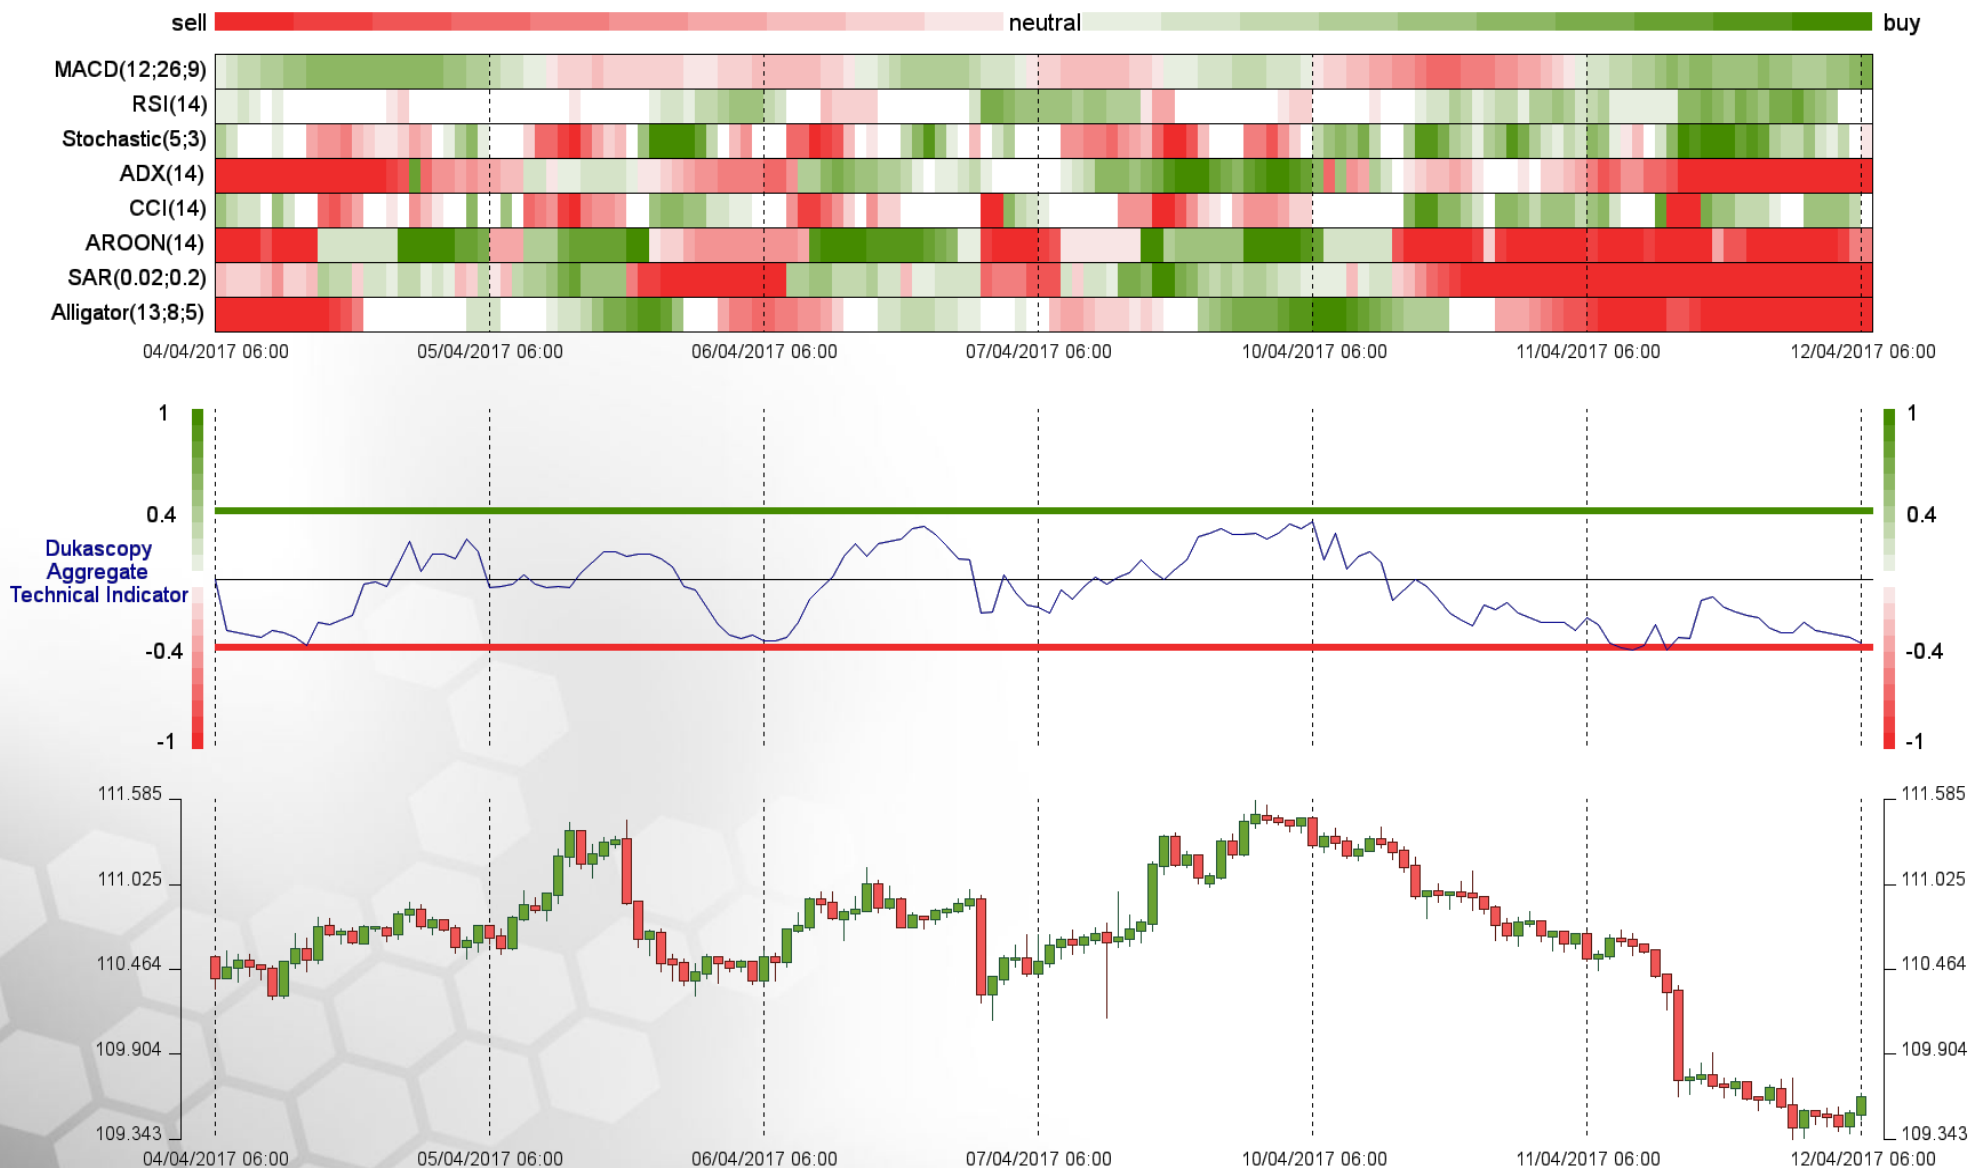 sell neutral buy
MACD(12;26;9)
RSI(14)
Stochastic(5;3)
ADX(14)
CCI(14)
AROON(14)
SAR(0.02;0.2)
Alligator(13;8;5)
04/04/2017 06:00 05/04/2017 06:00 06/04/2017 06:00 07/04/2017 06:00 10/04/2017 06:00 11/04/2017 06:00 12/04/2017 06:00
1 1
0.4 0.4
Dukascopy
Aggregate
Technical Indicator
-0.4 -0.4
-1 -1
111.585 111.585
111.025 111.025
110.464 110.464
109.904 109.904
109.343 109.343
04/04/2017 06:00 05/04/2017 06:00 06/04/2017 06:00 07/04/2017 06:00 10/04/2017 06:00 11/04/2017 06:00 12/04/2017 06:00